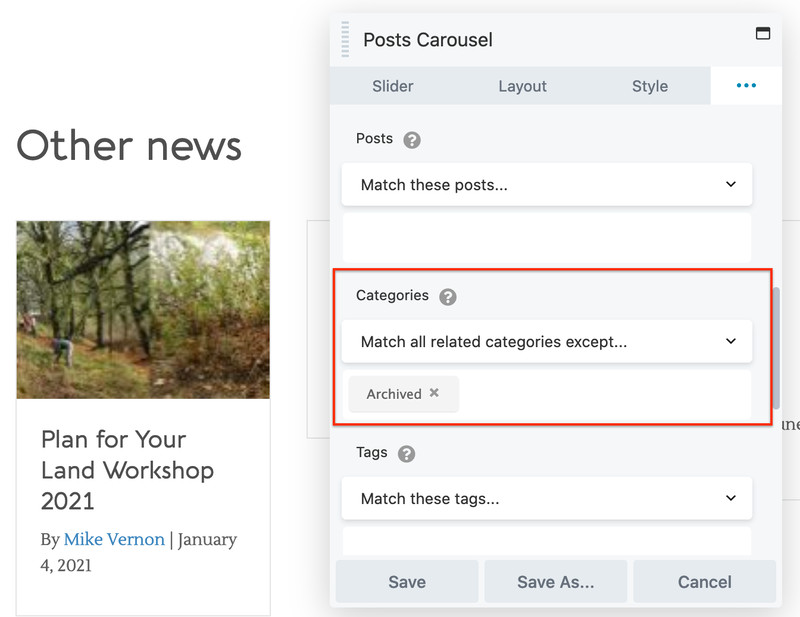 Other news
Plan for Your
Land Workshop
2021
By Mike Vernon | January
4, 2021
Posts Carousel
Slider Layout Style
Posts ?
Match these posts...
Categories ?
Match all related categories except...
Archived ×
Tags ?
Match these tags...
Save Save As... Cancel